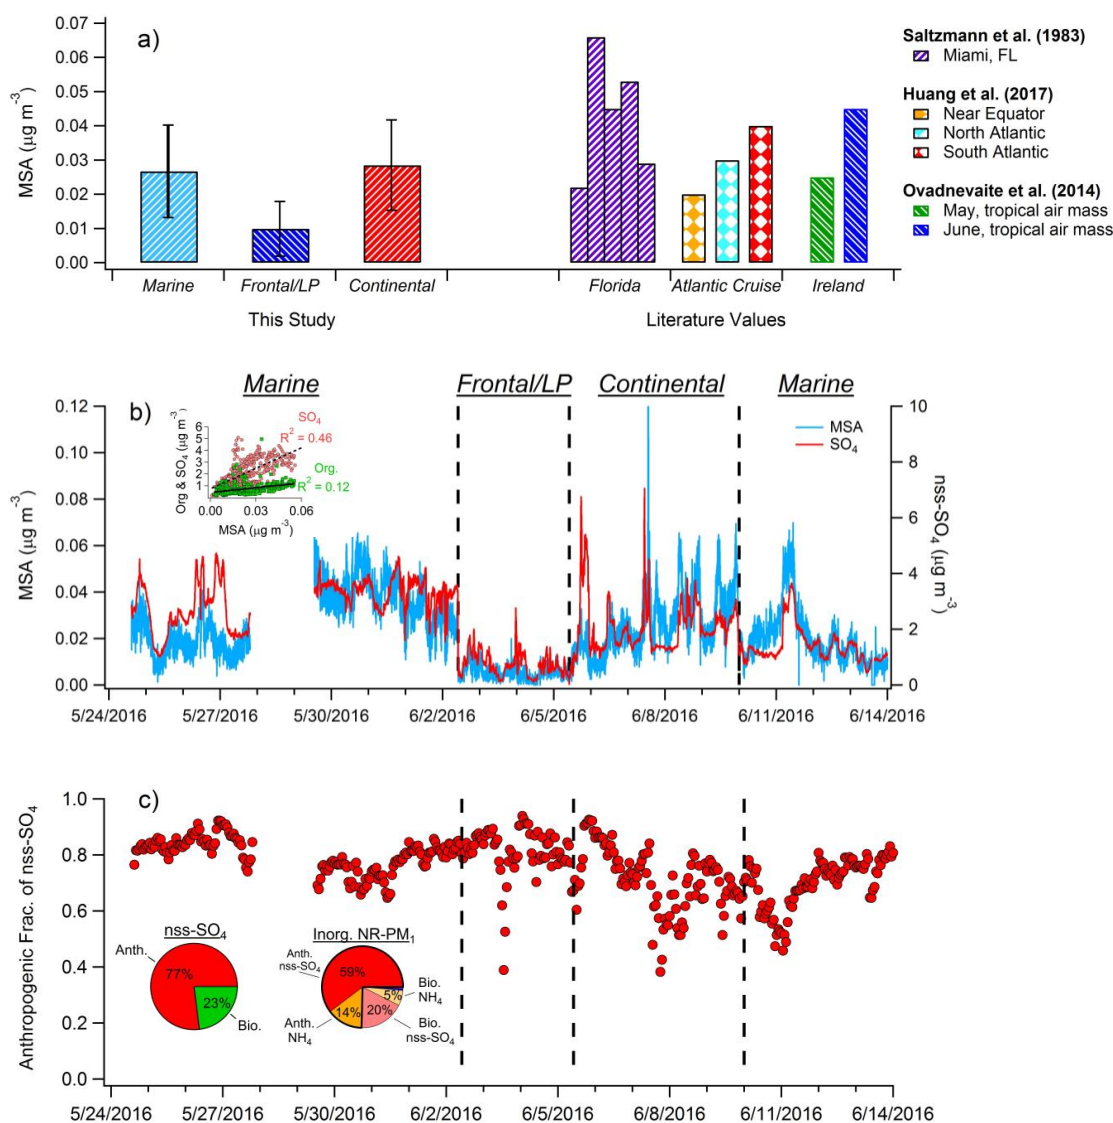 a)
MSA (µg m⁻³)
0.07
0.06
0.05
0.04
0.03
0.02
0.01
0.00
Marine
Frontal/LP
Continental
Florida
Atlantic Cruise
Ireland
This Study
Literature Values
Saltzmann et al. (1983)
Miami, FL
Huang et al. (2017)
Near Equator
North Atlantic
South Atlantic
Ovadnevaite et al. (2014)
May, tropical air mass
June, tropical air mass
Marine
Frontal/LP
Continental
Marine
b)
MSA (µg m⁻³)
0.12
0.10
0.08
0.06
0.04
0.02
0.00
Org & SO₄ (µg m⁻³)
6
5
4
3
2
1
0.00
0.03
0.06
MSA (µg m⁻³)
SO₄
R² = 0.46
Org.
R² = 0.12
MSA
SO₄
10
8
6
4
2
0
nss-SO₄ (µg m⁻³)
5/24/2016
5/27/2016
5/30/2016
6/2/2016
6/5/2016
6/8/2016
6/11/2016
6/14/2016
c)
Anthropogenic Frac. of nss-SO₄
1.0
0.8
0.6
0.4
0.2
0.0
nss-SO₄
Anth.
77%
23%
Bio.
Inorg. NR-PM₁
Anth.
nss-SO₄
59%
Bio.
NH₄
5%
14%
20%
Anth.
NH₄
Bio.
nss-SO₄
5/24/2016
5/27/2016
5/30/2016
6/2/2016
6/5/2016
6/8/2016
6/11/2016
6/14/2016